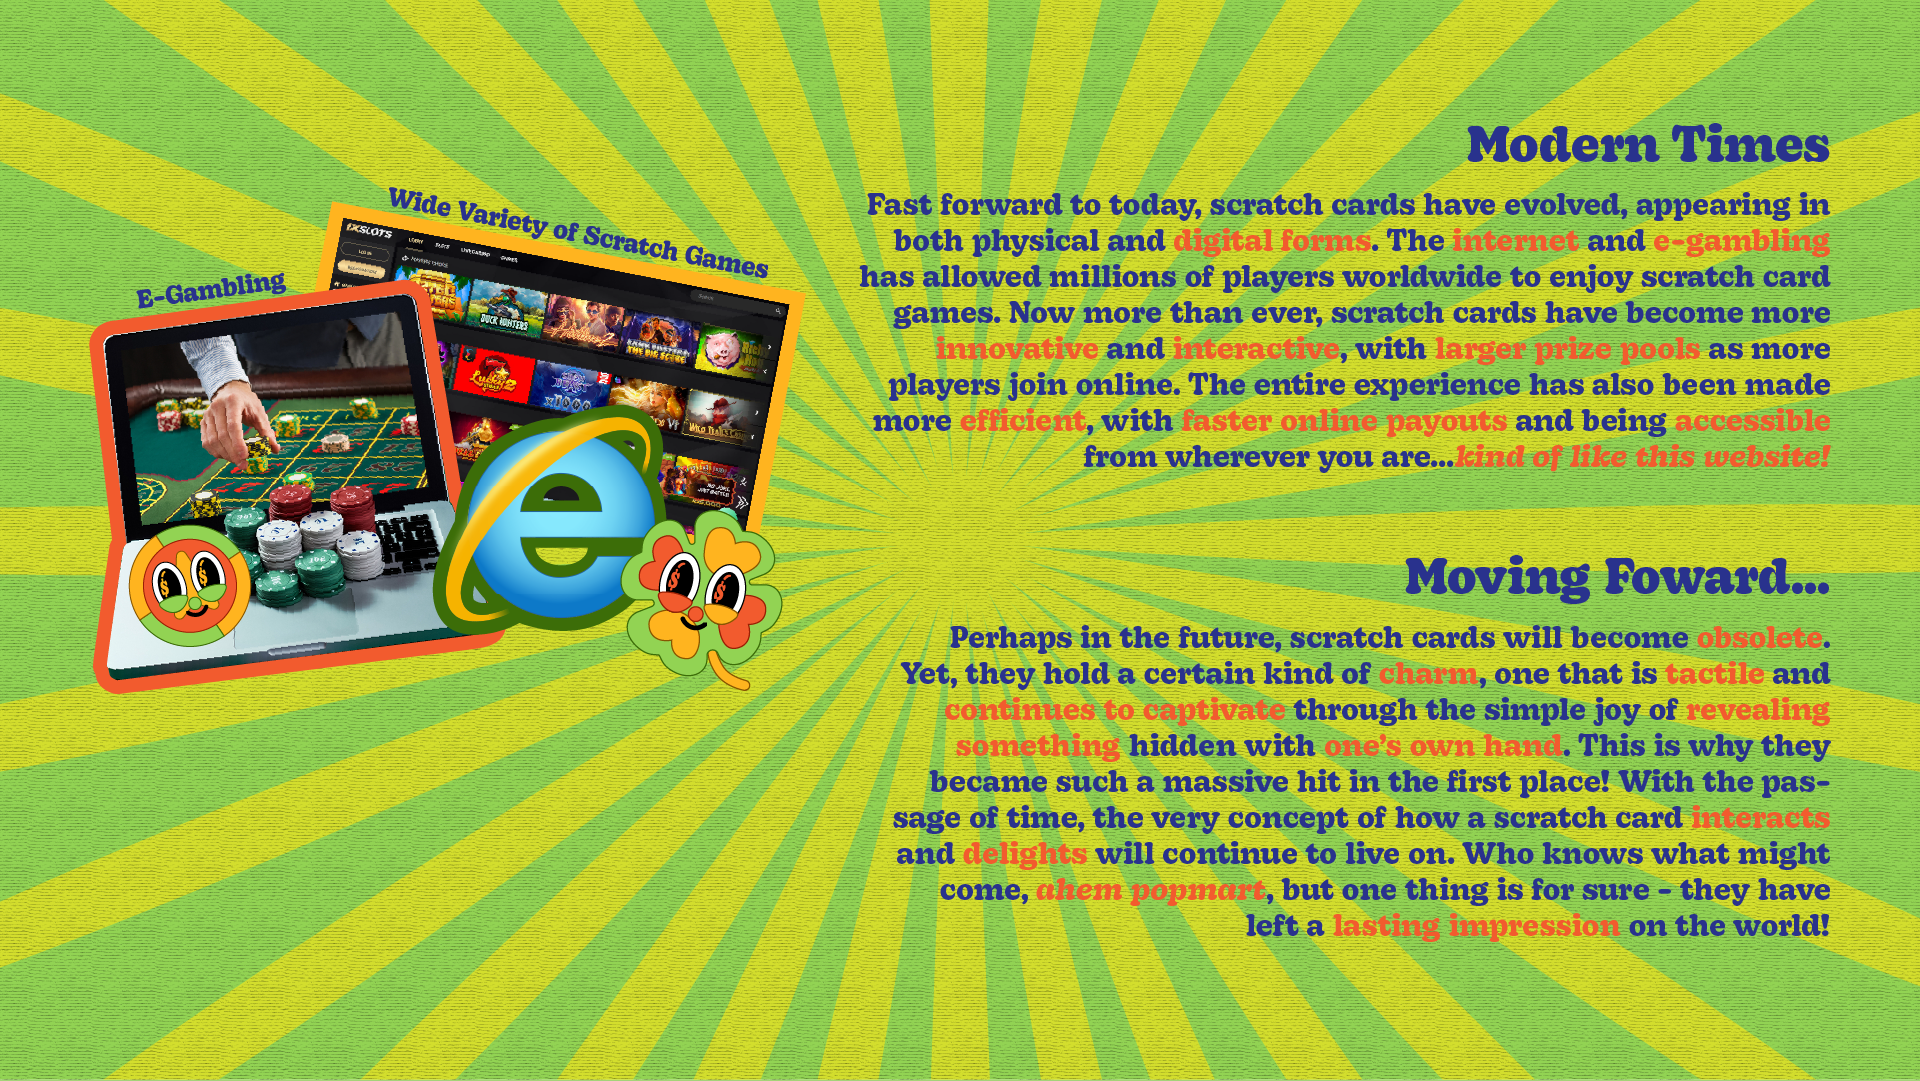 Modern Times
Fast forward to today, scratch cards have evolved, appearing in
both physical and digital forms. The internet and e-gambling
has allowed millions of players worldwide to enjoy scratch card
games. Now more than ever, scratch cards have become more
innovative and interactive, with larger prize pools as more
players join online. The entire experience has also been made
more efficient, with faster online payouts and being accessible
from wherever you are...kind of like this website!
Moving Foward...
Perhaps in the future, scratch cards will become obsolete.
Yet, they hold a certain kind of charm, one that is tactile and
continues to captivate through the simple joy of revealing
something hidden with one's own hand. This is why they
became such a massive hit in the first place! With the pas-
sage of time, the very concept of how a scratch card interacts
and delights will continue to live on. Who knows what might
come, ahem popmart, but one thing is for sure - they have
left a lasting impression on the world!
Wide Variety of Scratch Games
E-Gambling
1XSLOTS
DUCK HUNTERS
THE BIG SCORE
x1000